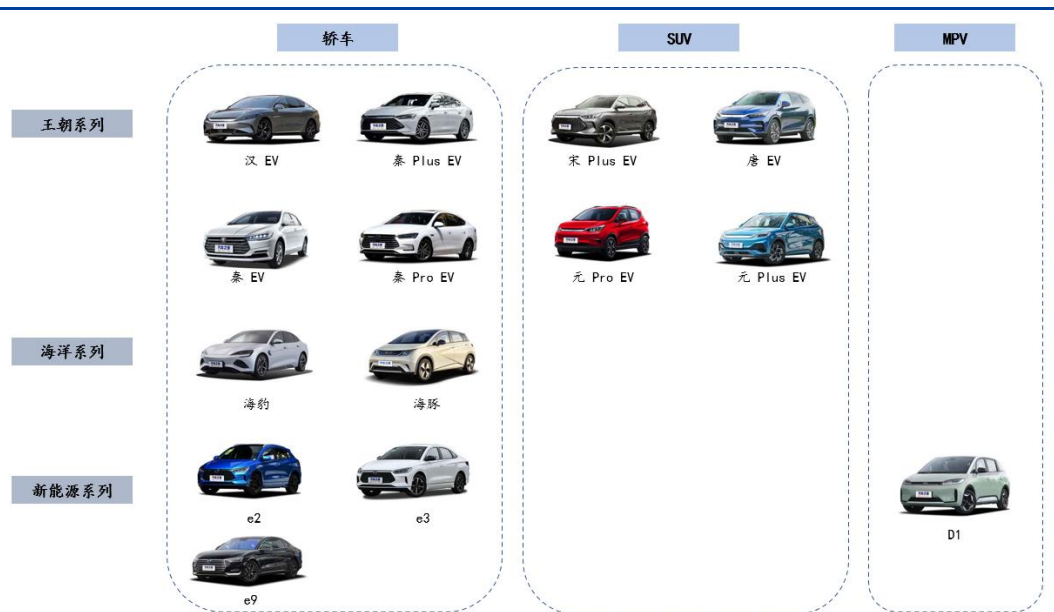 轿车 SUV MPV
王朝系列
汉 EV 秦 Plus EV 宋 Plus EV 唐 EV
秦 EV 秦 Pro EV 元 Pro EV 元 Plus EV
海洋系列
海豹 海豚
新能源系列
e2 e3 D1
e9